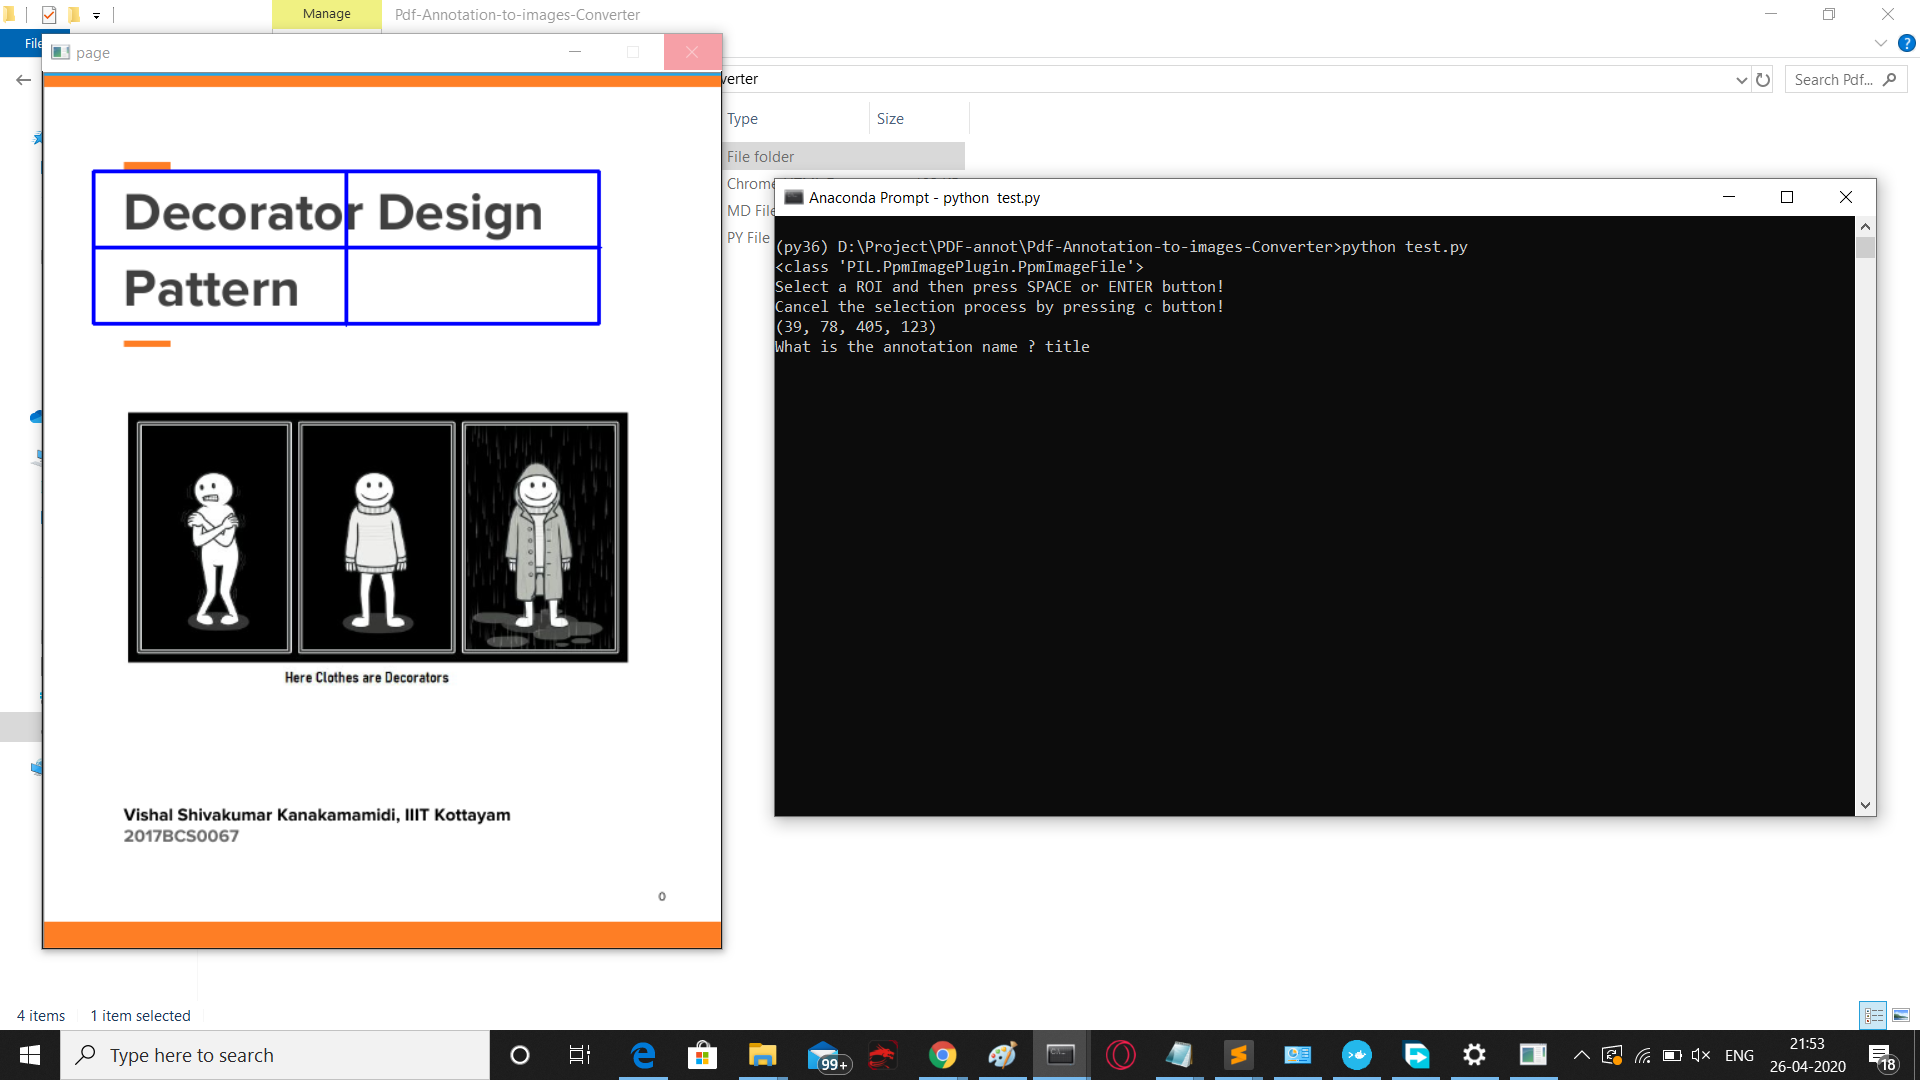 Manage
Pdf-Annotation-to-images-Converter
File
page
verter
Search Pdf...
Type
Size
File folder
Chrome
MD File
PY File
Decorator Design
Pattern
Here Clothes are Decorators
Vishal Shivakumar Kanakamamidi, IIIT Kottayam
2017BCS0067
0
Anaconda Prompt - python  test.py
(py36) D:\Project\PDF-annot\Pdf-Annotation-to-images-Converter>python test.py
<class 'PIL.PpmImagePlugin.PpmImageFile'>
Select a ROI and then press SPACE or ENTER button!
Cancel the selection process by pressing c button!
(39, 78, 405, 123)
What is the annotation name ? title
4 items
1 item selected
Type here to search
99+
ENG
21:53
26-04-2020
18